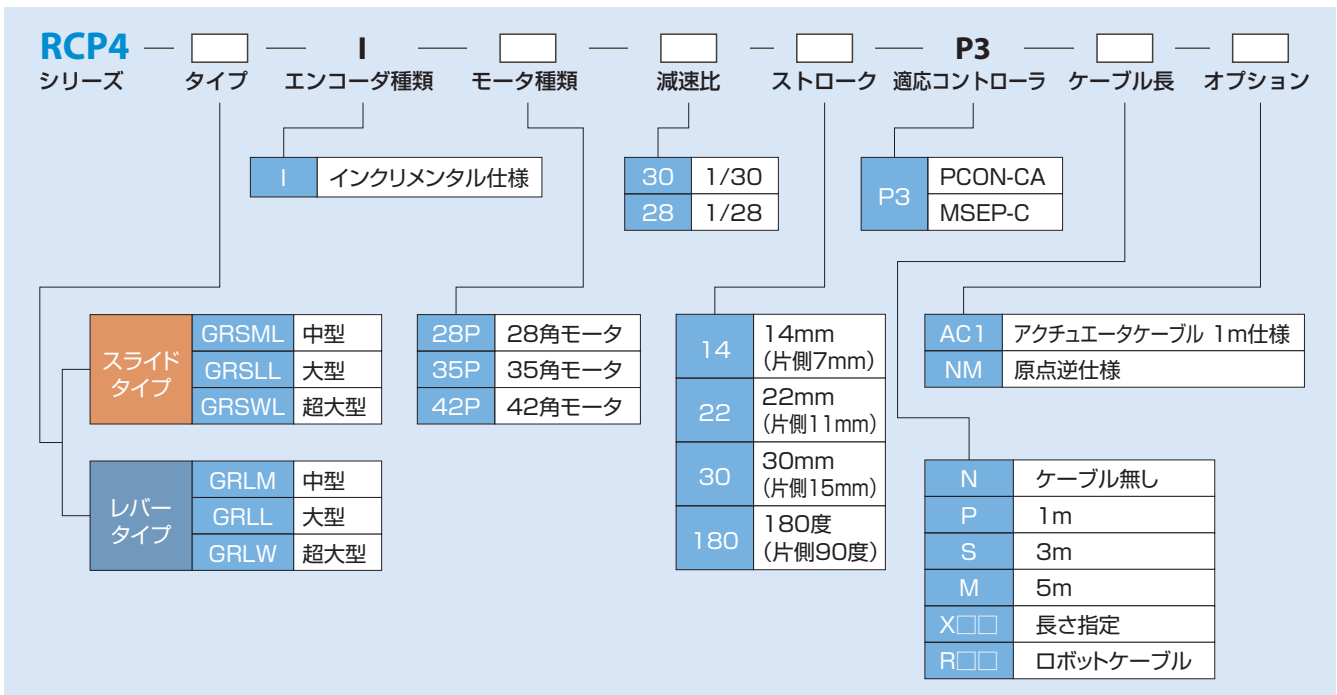 RCP4 — □ — I — □ — □ — □ — P3 — □ — □
シリーズ タイプ エンコーダ種類 モータ種類 減速比 ストローク 適応コントローラ ケーブル長 オプション
I インクリメンタル仕様
30 1/30
28 1/28
P3
PCON-CA
MSEP-C
スライド
タイプ
GRSML 中型
GRSLL 大型
GRSWL 超大型
レバー
タイプ
GRLM 中型
GRLL 大型
GRLW 超大型
28P 28角モータ
35P 35角モータ
42P 42角モータ
14 14mm
(片側7mm)
22 22mm
(片側11mm)
30 30mm
(片側15mm)
180 180度
(片側90度)
AC1 アクチュエータケーブル 1m仕様
NM 原点逆仕様
N ケーブル無し
P 1m
S 3m
M 5m
X□□ 長さ指定
R□□ ロボットケーブル